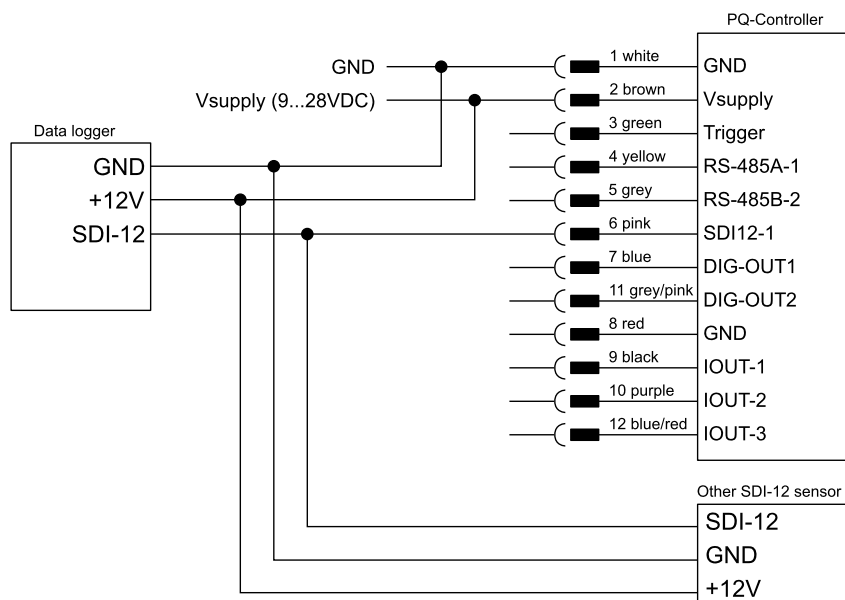 PQ-Controller
GND
1 white
GND
Vsupply (9...28VDC)
2 brown
Vsupply
3 green
Trigger
Data logger
GND
4 yellow
RS-485A-1
+12V
5 grey
RS-485B-2
SDI-12
6 pink
SDI12-1
7 blue
DIG-OUT1
11 grey/pink
DIG-OUT2
8 red
GND
9 black
IOUT-1
10 purple
IOUT-2
12 blue/red
IOUT-3
Other SDI-12 sensor
SDI-12
GND
+12V